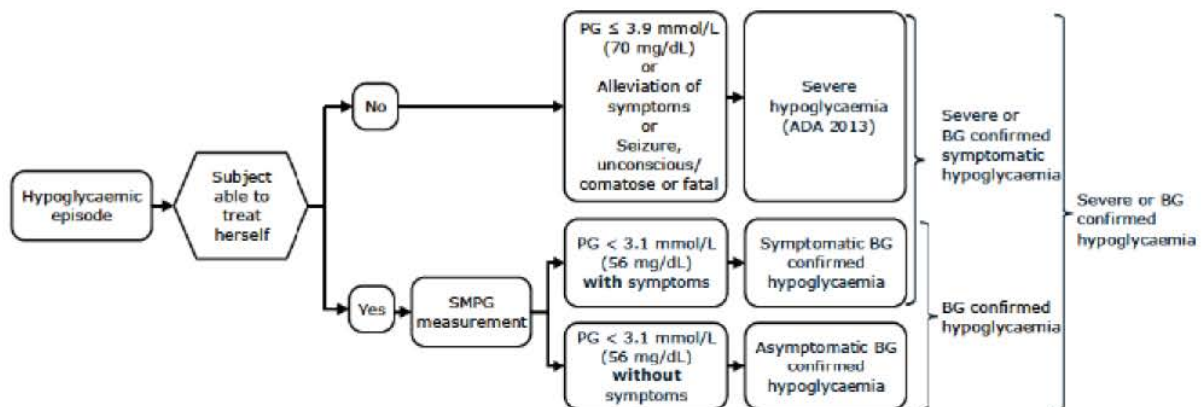 Hypoglycaemic
episode
Subject
able to
treat
herself
No
Yes
SMPG
measurement
PG ≤ 3.9 mmol/L
(70 mg/dL)
or
Alleviation of
symptoms
or
Seizure,
unconscious/
comatose or fatal
Severe
hypoglycaemia
(ADA 2013)
PG < 3.1 mmol/L
(56 mg/dL)
with symptoms
Symptomatic BG
confirmed
hypoglycaemia
PG < 3.1 mmol/L
(56 mg/dL)
without
symptoms
Asymptomatic BG
confirmed
hypoglycaemia
Severe or
BG confirmed
symptomatic
hypoglycaemia
BG confirmed
hypoglycaemia
Severe or BG
confirmed
hypoglycaemia